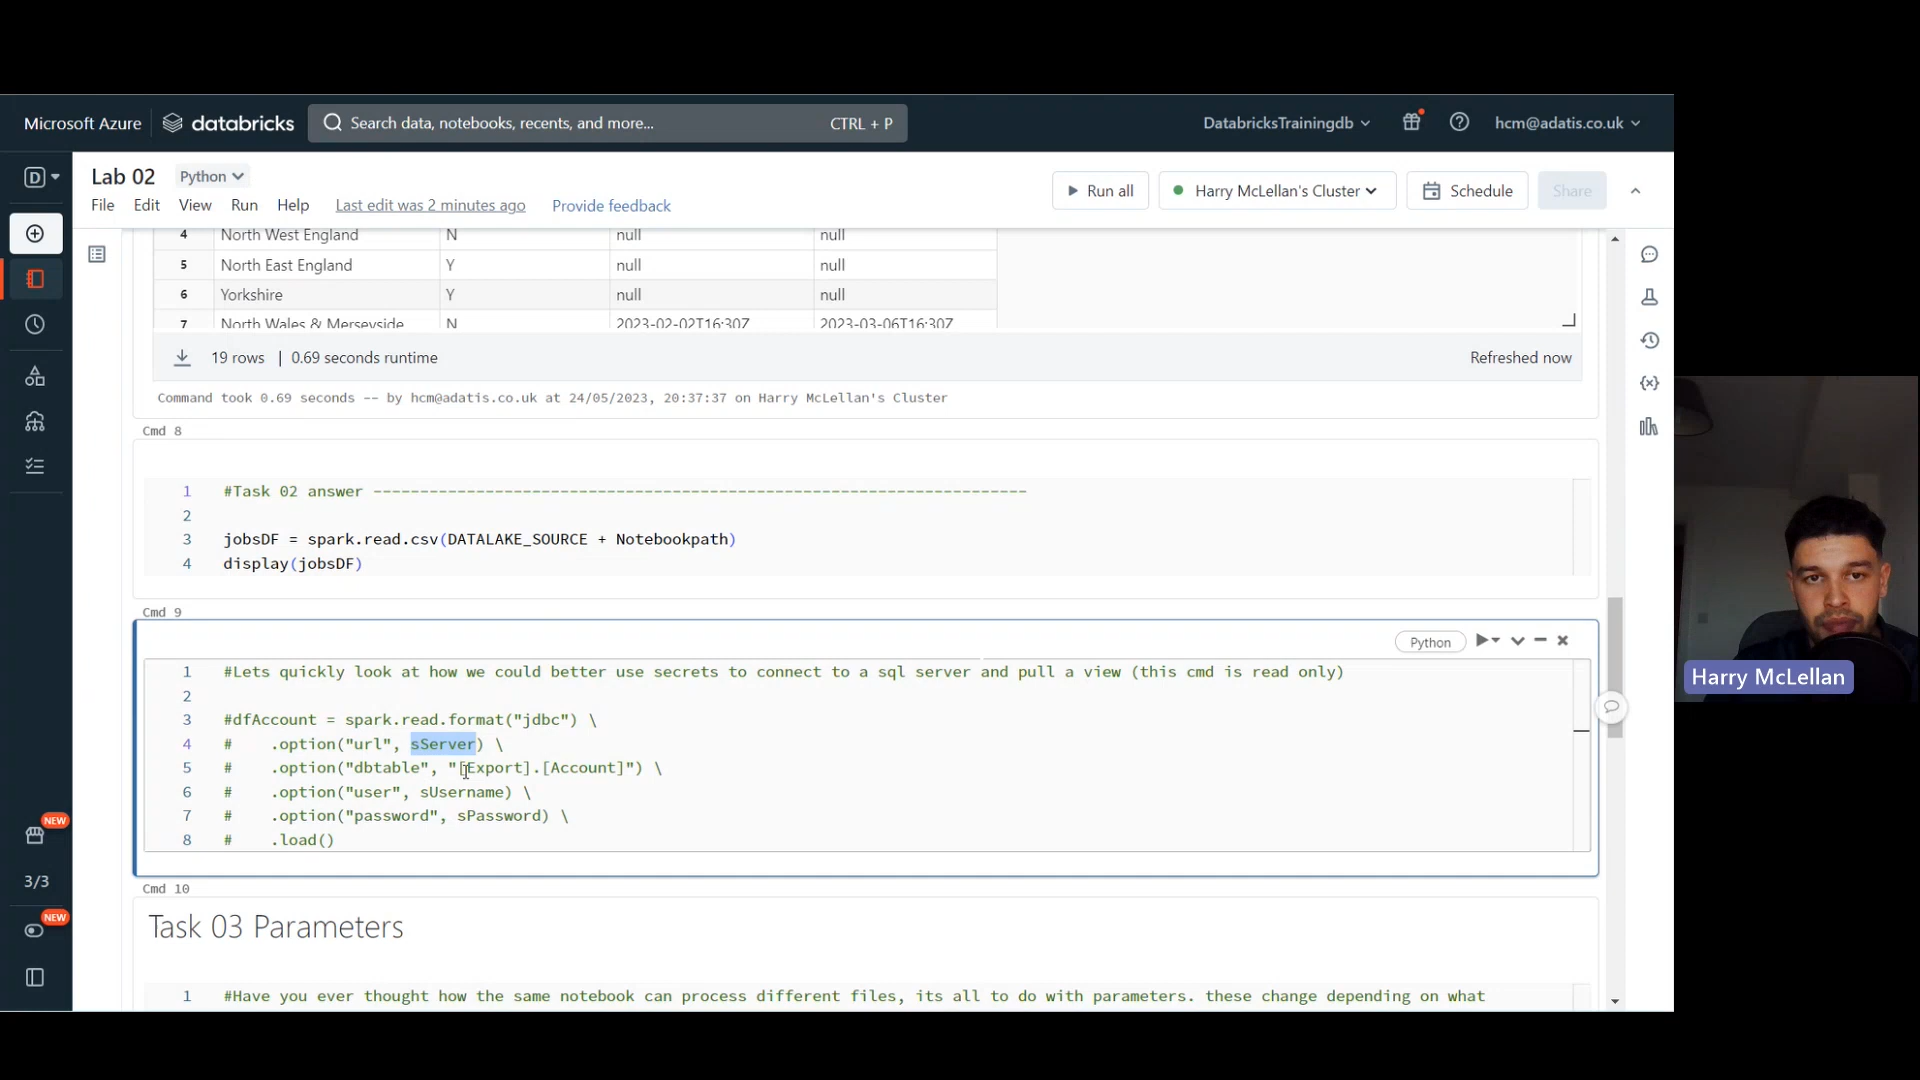 Microsoft Azure databricks Search data, notebooks, recents, and more... CTRL + P DatabricksTrainingdb hcm@adatis.co.uk
D
Lab 02 Python
Run all Harry McLellan's Cluster Schedule Share
File Edit View Run Help Last edit was 2 minutes ago Provide feedback
4 North West England N null null
5 North East England Y null null
6 Yorkshire Y null null
7 North Wales & Merseyside N 2023-02-02T16:30Z 2023-03-06T16:30Z
19 rows | 0.69 seconds runtime Refreshed now
Command took 0.69 seconds -- by hcm@adatis.co.uk at 24/05/2023, 20:37:37 on Harry McLellan's Cluster
Cmd 8
1 #Task 02 answer ----------------------------------------------------------------------
2
3 jobsDF = spark.read.csv(DATALAKE_SOURCE + Notebookpath)
4 display(jobsDF)
Cmd 9
Python
1 #Lets quickly look at how we could better use secrets to connect to a sql server and pull a view (this cmd is read only)
2
3 #dfAccount = spark.read.format("jdbc") \
4 #    .option("url", sServer) \
5 #    .option("dbtable", "[Export].[Account]") \
6 #    .option("user", sUsername) \
7 #    .option("password", sPassword) \
8 #    .load()
Cmd 10
Task 03 Parameters
1 #Have you ever thought how the same notebook can process different files, its all to do with parameters. these change depending on what
NEW
3/3
NEW
Harry McLellan